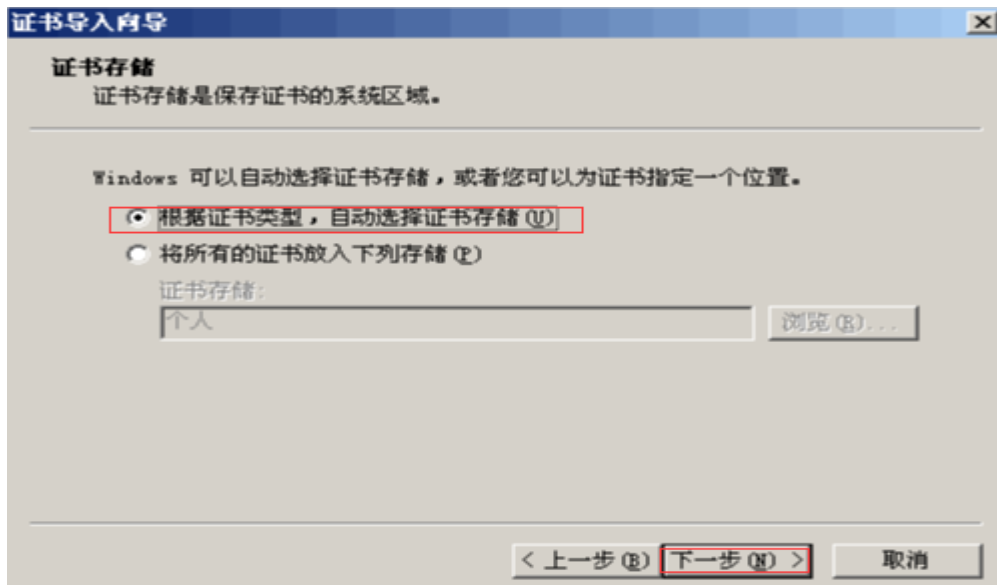 证书导入向导
证书存储
证书存储是保存证书的系统区域。
Windows 可以自动选择证书存储，或者您可以为证书指定一个位置。
根据证书类型，自动选择证书存储(U)
将所有的证书放入下列存储(P)
证书存储:
个人
浏览(R)...
< 上一步(B)
下一步(N) >
取消